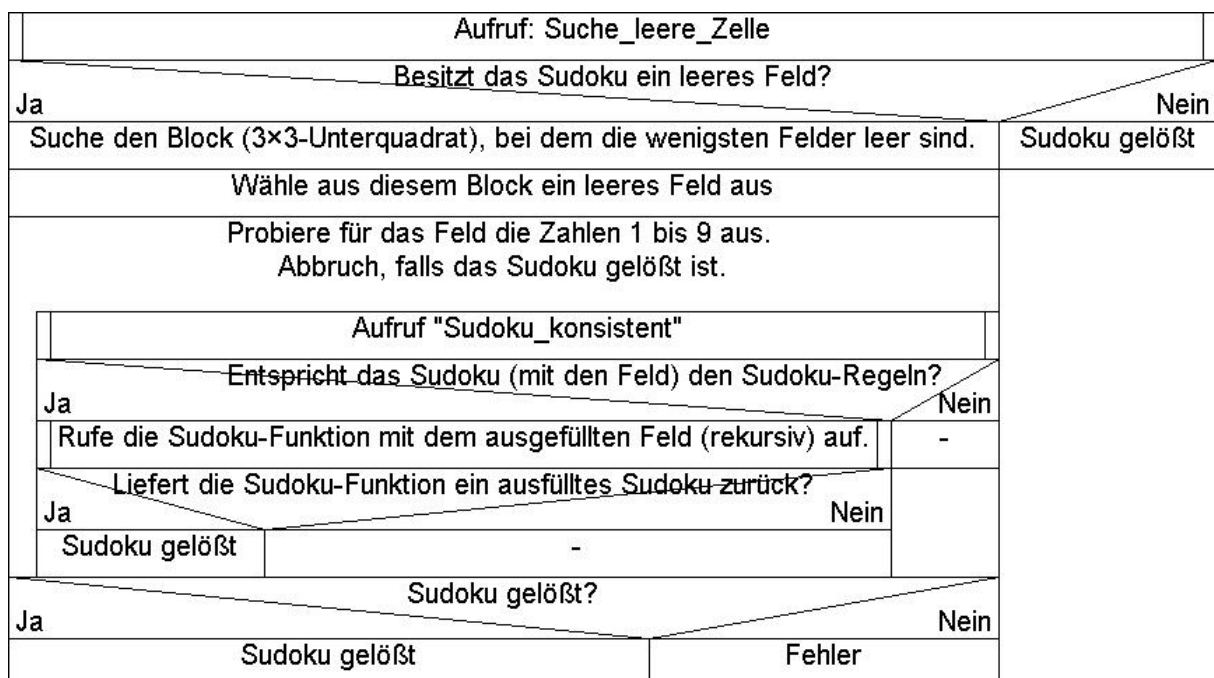 Aufruf: Suche_leere_Zelle
Besitzt das Sudoku ein leeres Feld?
Ja
Nein
Suche den Block (3×3-Unterquadrat), bei dem die wenigsten Felder leer sind.
Sudoku gelößt
Wähle aus diesem Block ein leeres Feld aus
Probiere für das Feld die Zahlen 1 bis 9 aus.
Abbruch, falls das Sudoku gelößt ist.
Aufruf "Sudoku_konsistent"
Entspricht das Sudoku (mit den Feld) den Sudoku-Regeln?
Ja
Nein
Rufe die Sudoku-Funktion mit dem ausgefüllten Feld (rekursiv) auf.
-
Liefert die Sudoku-Funktion ein ausfülltes Sudoku zurück?
Ja
Nein
Sudoku gelößt
-
Sudoku gelößt?
Ja
Nein
Sudoku gelößt
Fehler